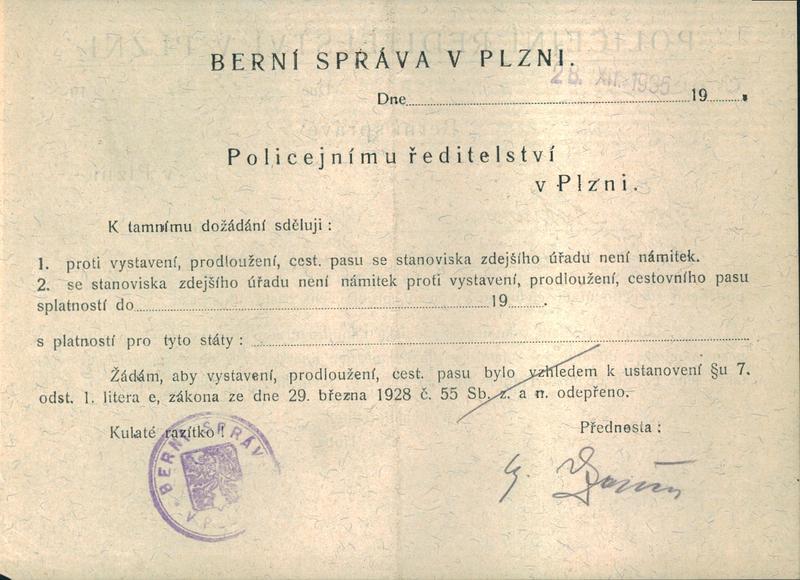 BERNÍ SPRÁVA V PLZNI.
28. XII. 1936
Dne 19 .
Policejnímu ředitelství
v Plzni.
K tamnímu dožádání sděluji :
1. proti vystavení, prodloužení, cest. pasu se stanoviska zdejšího úřadu není námitek.
2. se stanoviska zdejšího úřadu není námitek proti vystavení, prodloužení, cestovního pasu
splatností do 19 .
s platností pro tyto státy :
Žádám, aby vystavení, prodloužení, cest. pasu bylo vzhledem k ustanovení §u 7.
odst. 1. litera e, zákona ze dne 29. března 1928 č. 55 Sb. z. a n. odepřeno.
Kulaté razítko !
Přednosta :
BERNÍ SPRÁV
V P